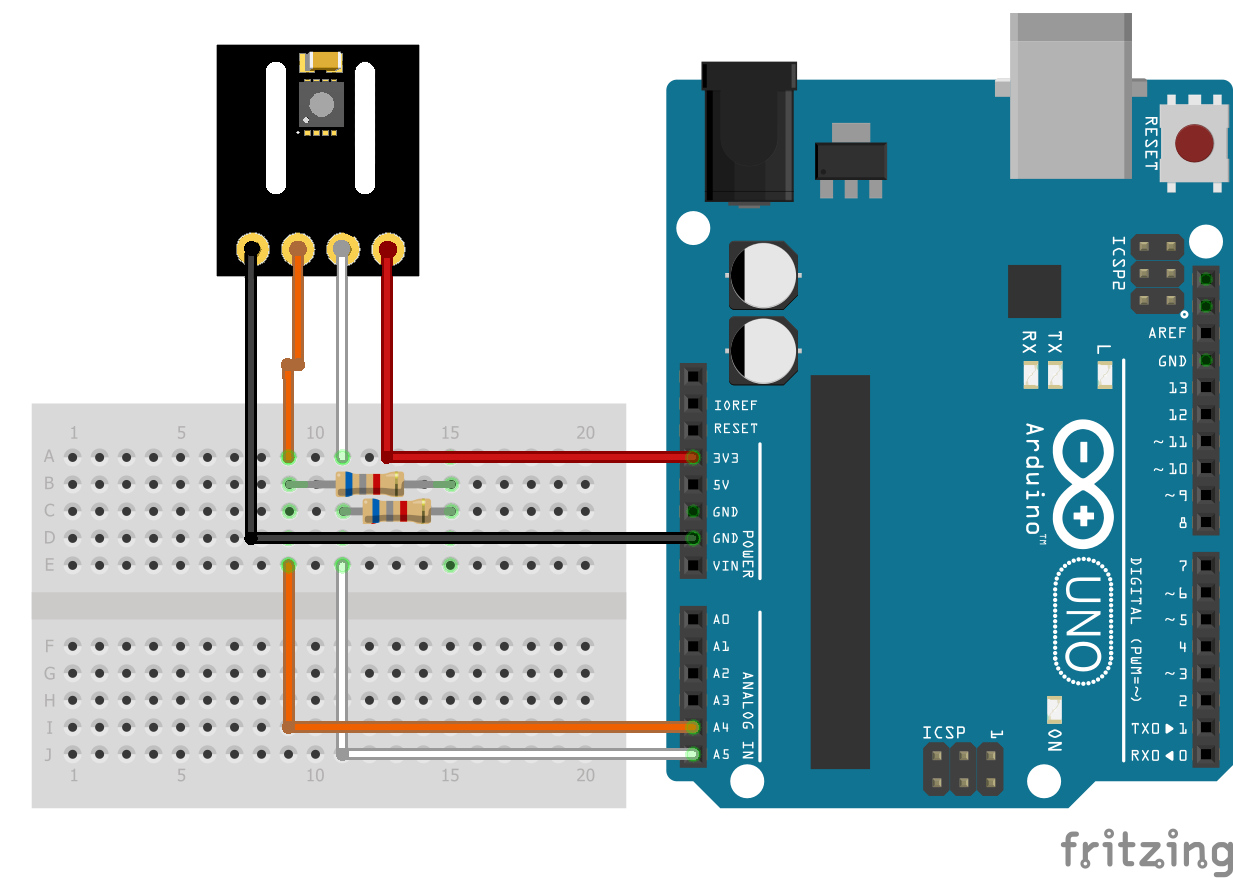 1 5 10 15 20
A
B
C
D
E
F
G
H
I
J
1 5 10 15 20
RESET
ICSP2
IOREF
RESET
3V3
5V
GND
GND
VIN
POWER
A0
A1
A2
A3
A4
A5
ANALOG IN
RX
TX
L
Arduino™
UNO
AREF
GND
13
12
~11
~10
~9
8
7
~6
~5
4
~3
2
TX0▶1
RX0◀0
DIGITAL (PWM=~)
ICSP
1
ON
fritzing